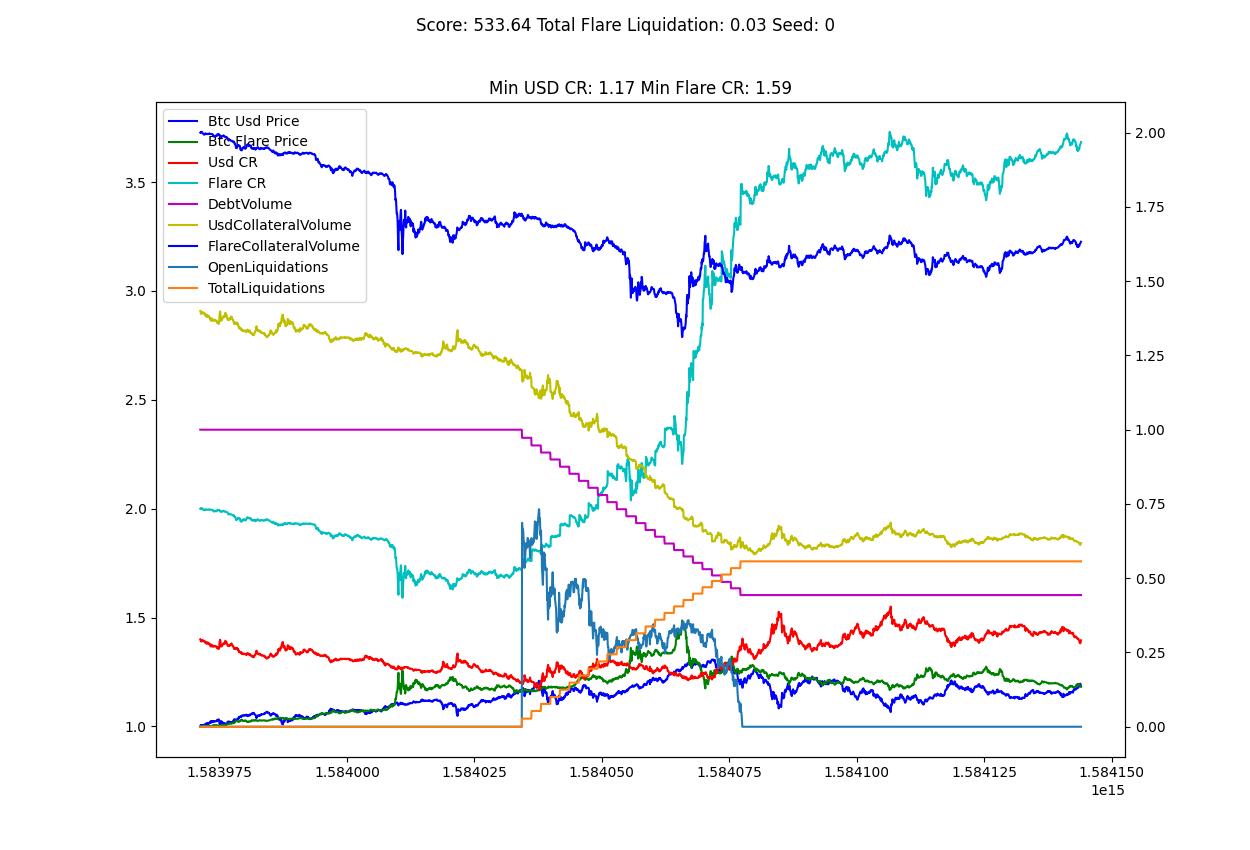 Score: 533.64 Total Flare Liquidation: 0.03 Seed: 0
Min USD CR: 1.17 Min Flare CR: 1.59
Btc Usd Price
Btc Flare Price
Usd CR
Flare CR
DebtVolume
UsdCollateralVolume
FlareCollateralVolume
OpenLiquidations
TotalLiquidations
3.5
3.0
2.5
2.0
1.5
1.0
2.00
1.75
1.50
1.25
1.00
0.75
0.50
0.25
0.00
1.583975
1.584000
1.584025
1.584050
1.584075
1.584100
1.584125
1.584150
1e15